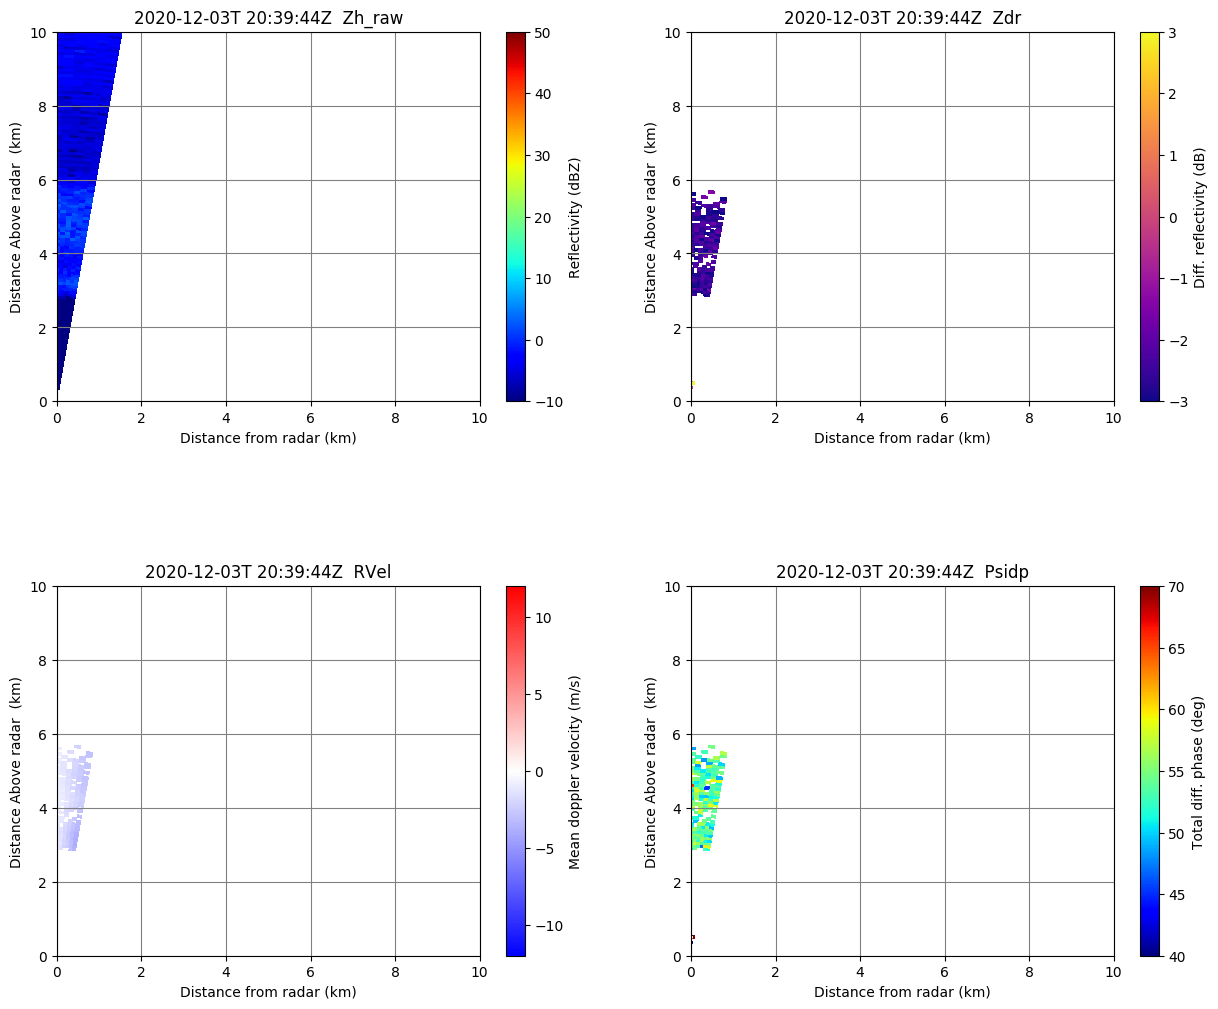 2020-12-03T 20:39:44Z  Zh_raw
10
8
6
4
2
0
Distance Above radar  (km)
0 2 4 6 8 10
Distance from radar (km)
50
40
30
20
10
0
−10
Reflectivity (dBZ)
2020-12-03T 20:39:44Z  Zdr
10
8
6
4
2
0
Distance Above radar  (km)
0 2 4 6 8 10
Distance from radar (km)
3
2
1
0
−1
−2
−3
Diff. reflectivity (dB)
2020-12-03T 20:39:44Z  RVel
10
8
6
4
2
0
Distance Above radar  (km)
0 2 4 6 8 10
Distance from radar (km)
10
5
0
−5
−10
Mean doppler velocity (m/s)
2020-12-03T 20:39:44Z  Psidp
10
8
6
4
2
0
Distance Above radar  (km)
0 2 4 6 8 10
Distance from radar (km)
70
65
60
55
50
45
40
Total diff. phase (deg)